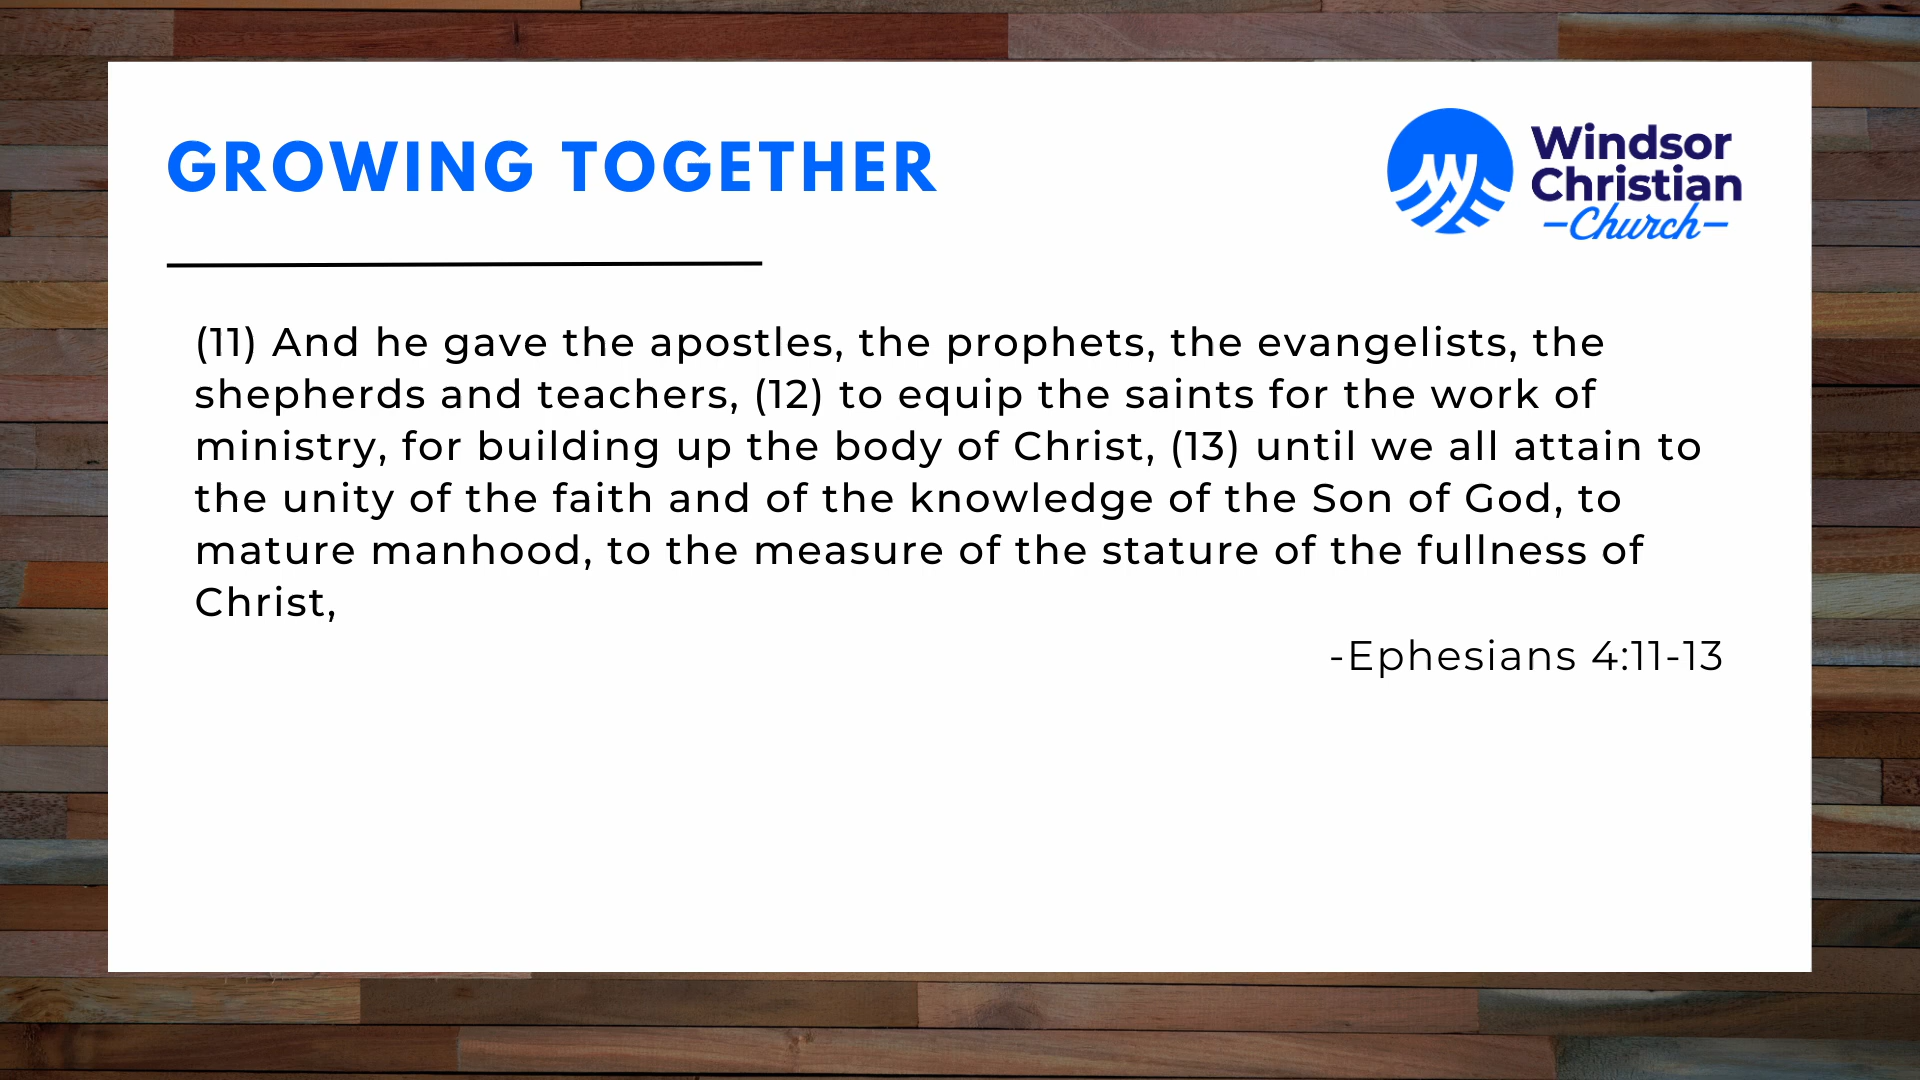 GROWING TOGETHER
Windsor
Christian
-Church-
(11) And he gave the apostles, the prophets, the evangelists, the
shepherds and teachers, (12) to equip the saints for the work of
ministry, for building up the body of Christ, (13) until we all attain to
the unity of the faith and of the knowledge of the Son of God, to
mature manhood, to the measure of the stature of the fullness of
Christ,
-Ephesians 4:11-13